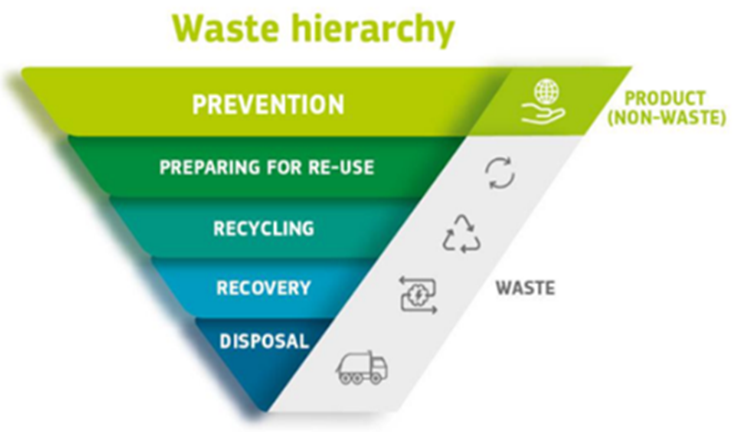 Waste hierarchy
PREVENTION
PRODUCT
(NON-WASTE)
PREPARING FOR RE-USE
RECYCLING
RECOVERY
WASTE
DISPOSAL